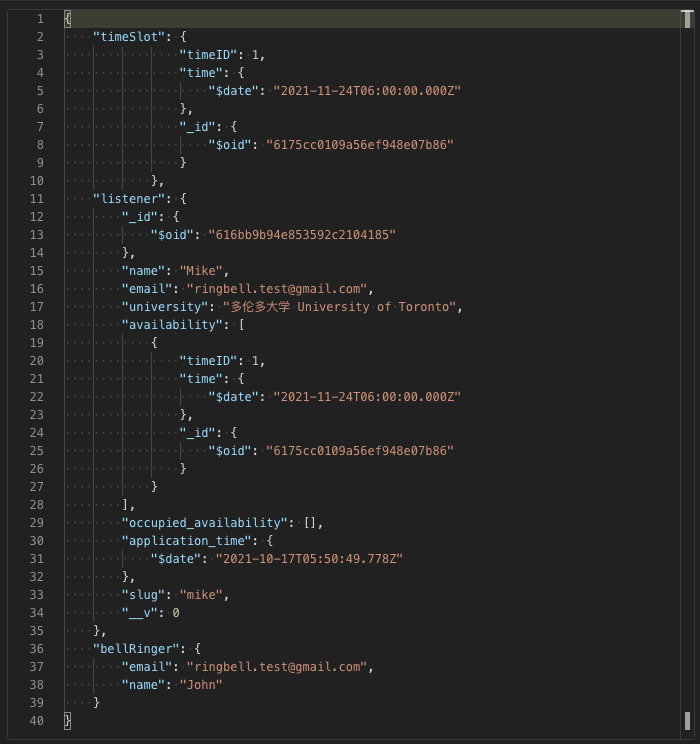 1 {
2     "timeSlot": {
3                 "timeID": 1,
4                 "time": {
5                     "$date": "2021-11-24T06:00:00.000Z"
6                 },
7                 "_id": {
8                     "$oid": "6175cc0109a56ef948e07b86"
9                 }
10             },
11     "listener": {
12         "_id": {
13             "$oid": "616bb9b94e853592c2104185"
14         },
15         "name": "Mike",
16         "email": "ringbell.test@gmail.com",
17         "university": "多伦多大学 University of Toronto",
18         "availability": [
19             {
20                 "timeID": 1,
21                 "time": {
22                     "$date": "2021-11-24T06:00:00.000Z"
23                 },
24                 "_id": {
25                     "$oid": "6175cc0109a56ef948e07b86"
26                 }
27             }
28         ],
29         "occupied_availability": [],
30         "application_time": {
31             "$date": "2021-10-17T05:50:49.778Z"
32         },
33         "slug": "mike",
34         "__v": 0
35     },
36     "bellRinger": {
37         "email": "ringbell.test@gmail.com",
38         "name": "John"
39     }
40 }